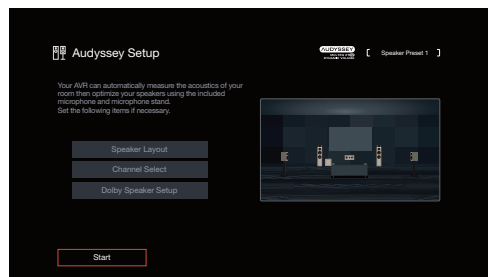 Audyssey Setup
AUDYSSEY
[ Speaker Preset 1 ]
Your AVR can automatically measure the acoustics of your
room then optimize your speakers using the included
microphone and microphone stand.
Set the following items if necessary.
Speaker Layout
Channel Select
Dolby Speaker Setup
Start